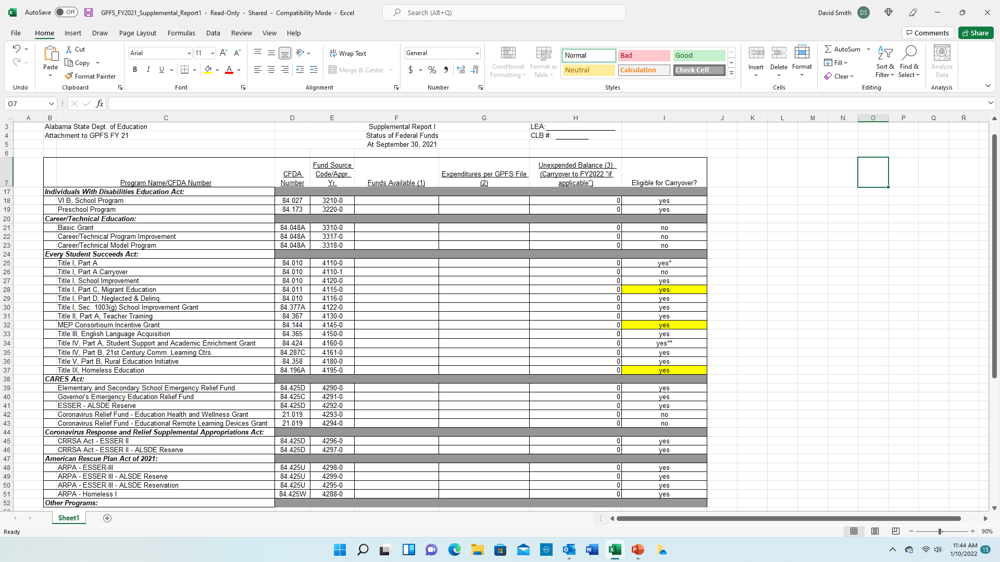 AutoSave Off GPFS_FY2021_Supplemental_Report1 - Read-Only - Shared - Compatibility Mode - Excel Search (Alt+Q) David Smith DS
File Home Insert Draw Page Layout Formulas Data Review View Help Comments Share
Cut Arial 11 Wrap Text General Normal Bad Good AutoSum
Paste Copy Conditional Formatting Format as Table Insert Delete Format Fill Sort & Filter Find & Select Analyze Data
Format Painter B I U Merge & Center $ % Neutral Calculation Check Cell Clear
Undo Clipboard Font Alignment Number Styles Cells Editing Analysis
O7 fx
A B C D E F G H I J K L M N O P Q R
3 Alabama State Dept. of Education Supplemental Report I LEA:___________________
4 Attachment to GPFS FY 21 Status of Federal Funds CLB #: _________
5 At September 30, 2021
6
7 Program Name/CFDA Number CFDA Number Fund Source Code/Appr. Yr. Funds Available (1) Expenditures per GPFS File (2) Unexpended Balance (3) (Carryover to FY2022 "if applicable") Eligible for Carryover?
17 Individuals With Disabilities Education Act:
18 VI B, School Program 84.027 3210-0 0 yes
19 Preschool Program 84.173 3220-0 0 yes
20 Career/Technical Education:
21 Basic Grant 84.048A 3310-0 0 no
22 Career/Technical Program Improvement 84.048A 3317-0 0 no
23 Career/Technical Model Program 84.048A 3318-0 0 no
24 Every Student Succeeds Act:
25 Title I, Part A 84.010 4110-0 0 yes*
26 Title I, Part A Carryover 84.010 4110-1 0 no
27 Title I, School Improvement 84.010 4120-0 0 yes
28 Title I, Part C, Migrant Education 84.011 4115-0 0 yes
29 Title I, Part D, Neglected & Delinq. 84.010 4116-0 0 yes
30 Title I, Sec. 1003(g) School Improvement Grant 84.377A 4122-0 0 yes
31 Title II, Part A, Teacher Training 84.367 4130-0 0 yes
32 MEP Consortioum Incentive Grant 84.144 4145-0 0 yes
33 Title III, English Language Acquisition 84.365 4150-0 0 yes
34 Title IV, Part A, Student Support and Academic Enrichment Grant 84.424 4160-0 0 yes**
35 Title IV, Part B, 21st Century Comm. Learning Ctrs. 84.287C 4161-0 0 yes
36 Title V, Part B, Rural Education Initiative 84.358 4180-0 0 yes
37 Title IX, Homeless Education 84.196A 4195-0 0 yes
38 CARES Act:
39 Elementary and Secondary School Emergency Relief Fund 84.425D 4290-0 0 yes
40 Governor's Emergency Education Relief Fund 84.425C 4291-0 0 yes
41 ESSER - ALSDE Reserve 84.425D 4292-0 0 yes
42 Coronavirus Relief Fund - Education Health and Wellness Grant 21.019 4293-0 0 no
43 Coronavirus Relief Fund - Educational Remote Learning Devices Grant 21.019 4294-0 0 no
44 Coronavirus Response and Relief Supplemental Appropriations Act:
45 CRRSA Act - ESSER II 84.425D 4296-0 0 yes
46 CRRSA Act - ESSER II - ALSDE Reserve 84.425D 4297-0 0 yes
47 American Rescue Plan Act of 2021:
48 ARPA - ESSER-III 84.425U 4298-0 0 yes
49 ARPA - ESSER III - ALSDE Reserve 84.425U 4299-0 0 yes
50 ARPA - ESSER III - ALSDE Reservation 84.425U 4295-0 0 yes
51 ARPA - Homeless I 84.425W 4288-0 0 yes
52 Other Programs:
Sheet1
Ready 90%
11:44 AM
1/10/2022 15